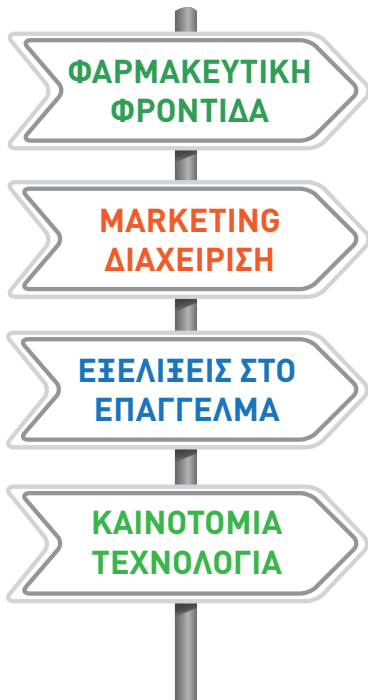 ΦΑΡΜΑΚΕΥΤΙΚΗ
ΦΡΟΝΤΙΔΑ
MARKETING
ΔΙΑΧΕΙΡΙΣΗ
ΕΞΕΛΙΞΕΙΣ ΣΤΟ
ΕΠΑΓΓΕΛΜΑ
ΚΑΙΝΟΤΟΜΙΑ
ΤΕΧΝΟΛΟΓΙΑ